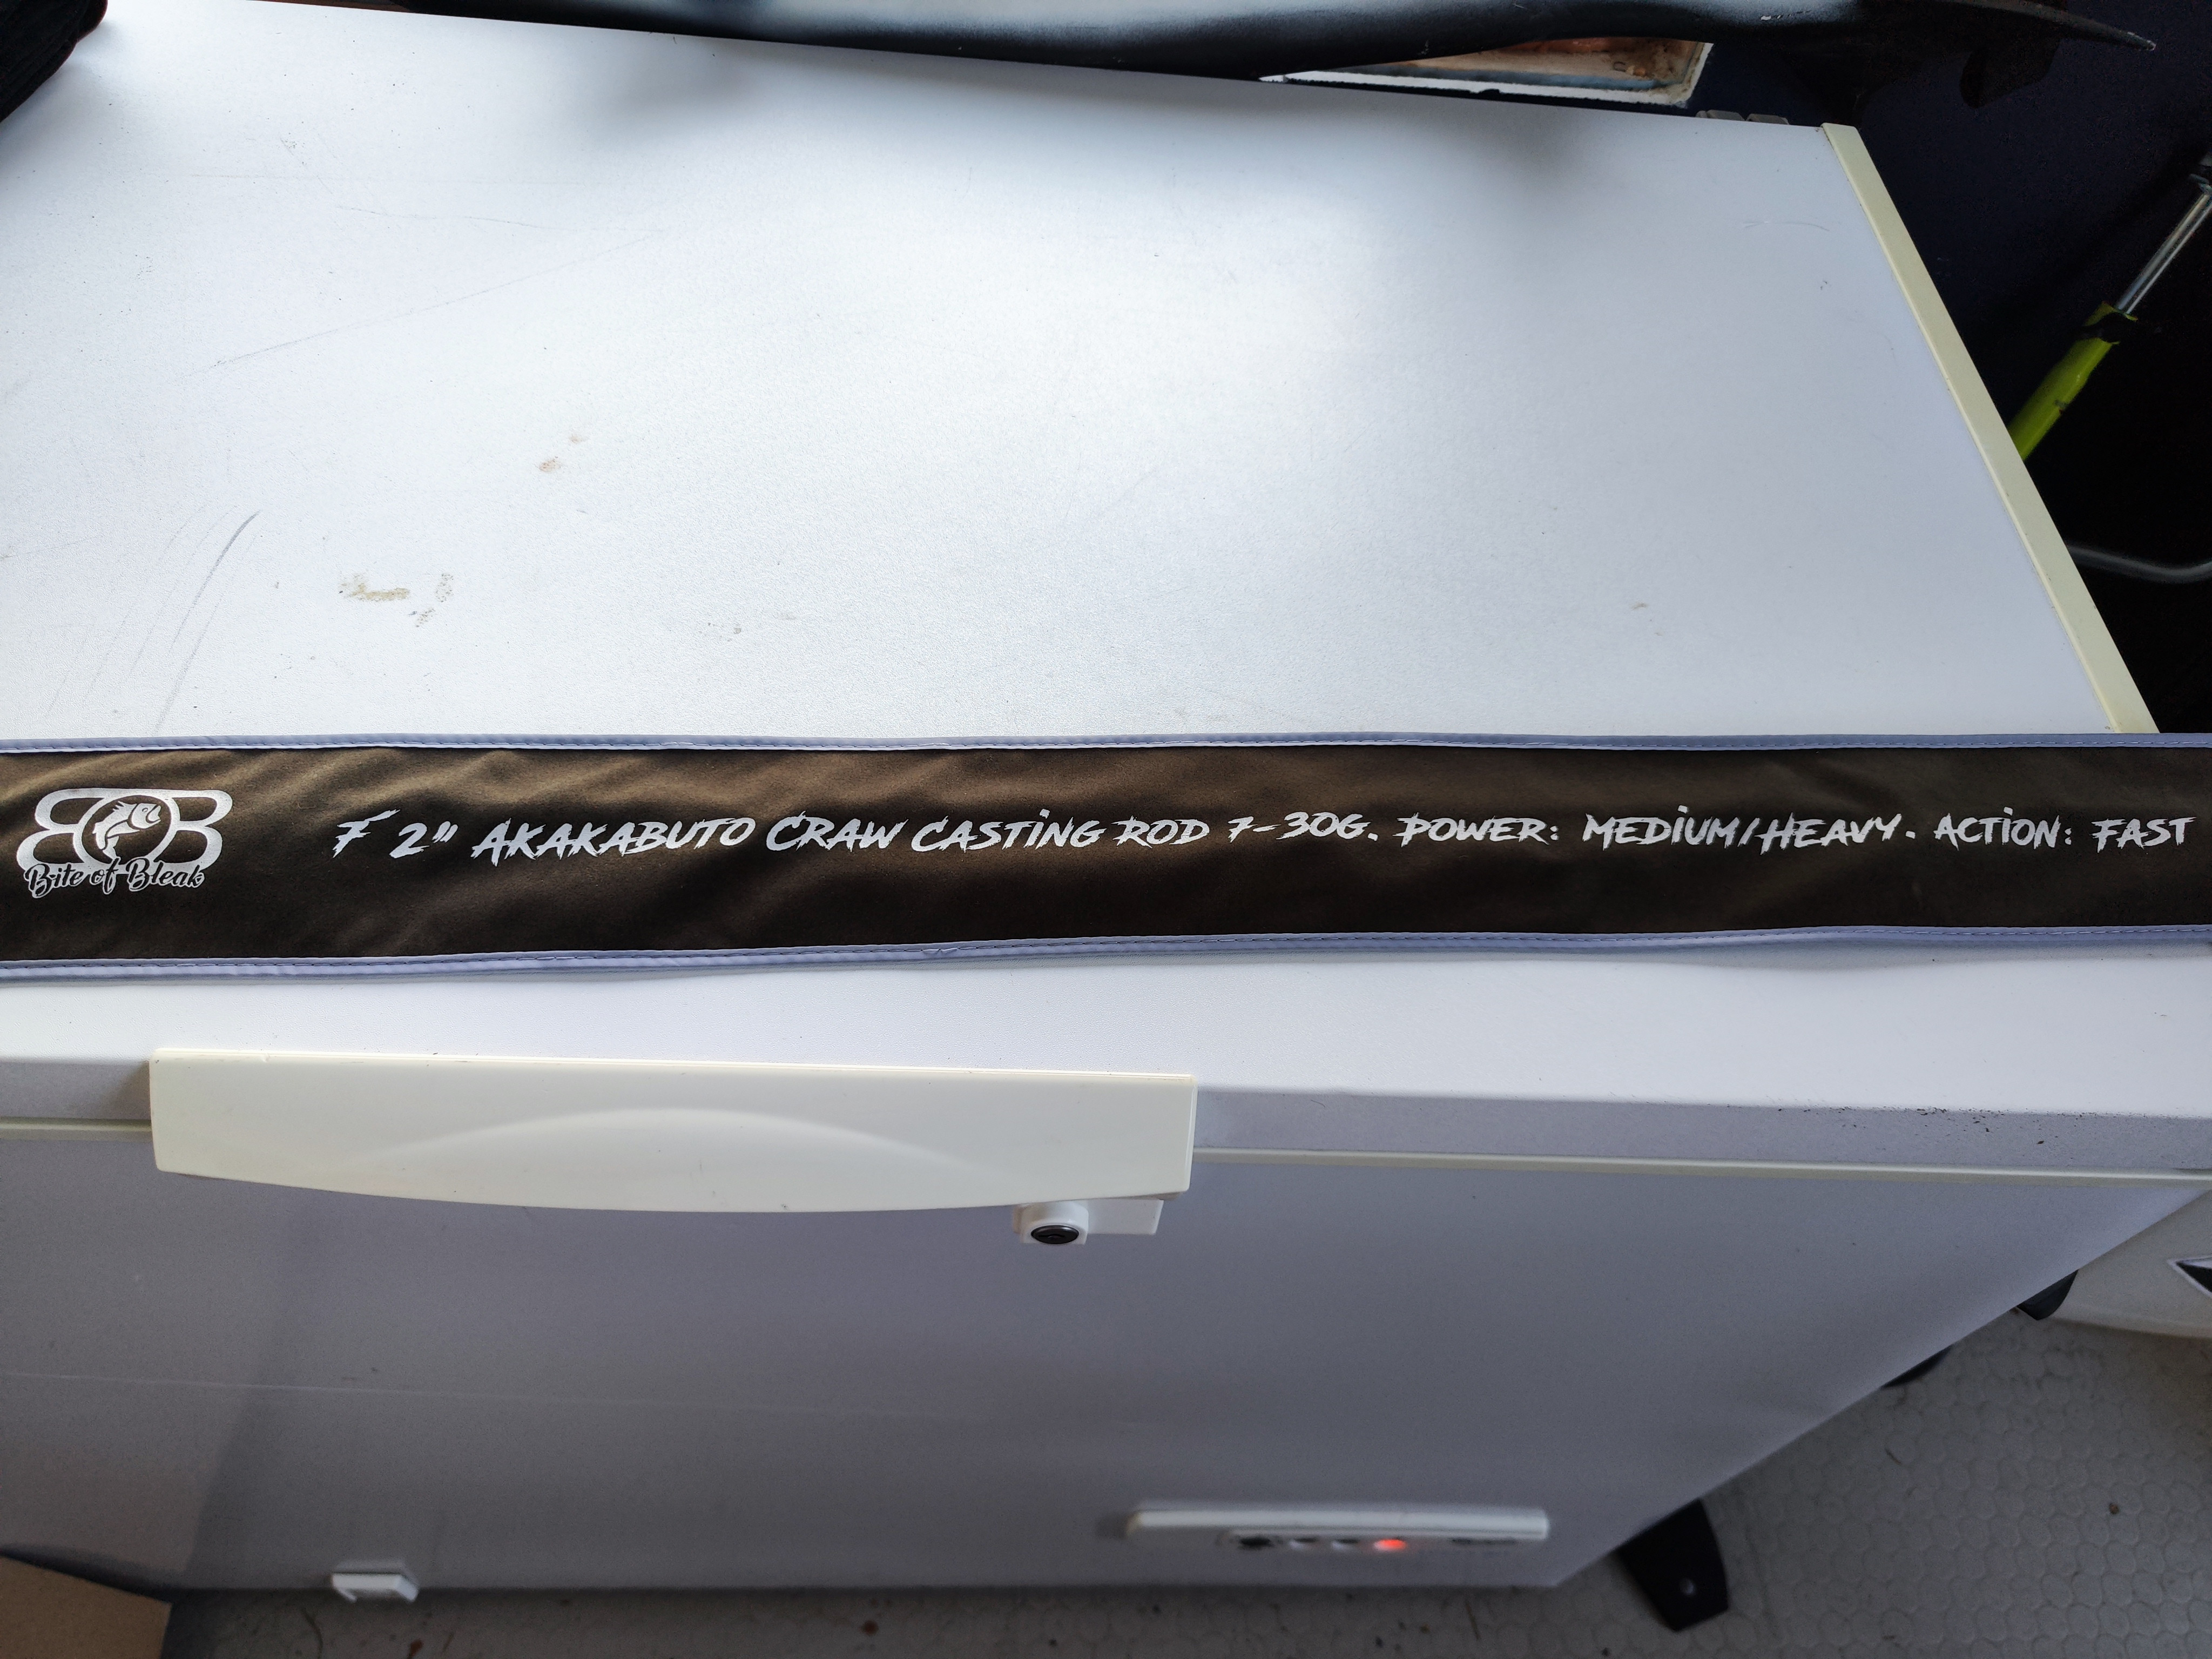 BOB
Bite of Bleak
7' 2" AKAKABUTO CRAW CASTING ROD 7-30G. POWER: MEDIUM/HEAVY. ACTION: FAST